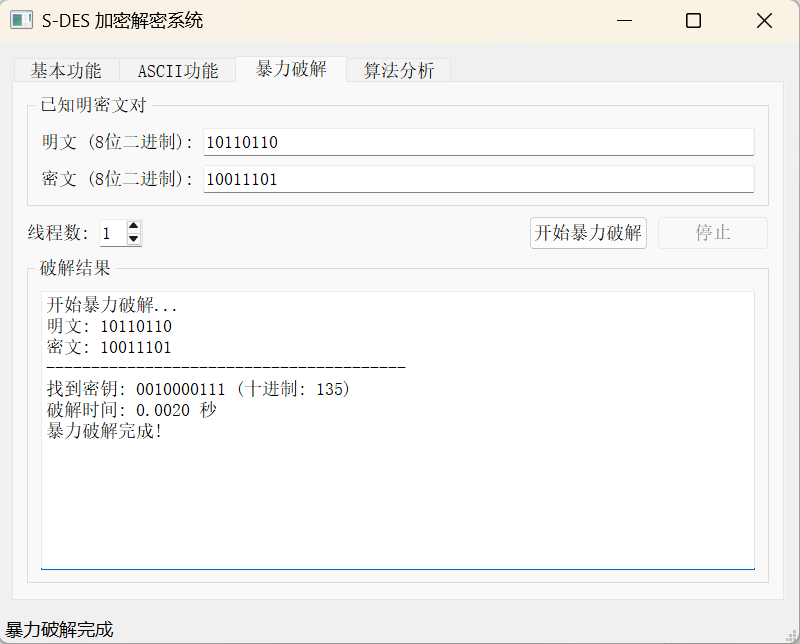 S-DES 加密解密系统
基本功能 ASCII功能 暴力破解 算法分析
已知明密文对
明文 (8位二进制): 10110110
密文 (8位二进制): 10011101
线程数: 1 开始暴力破解 停止
破解结果
开始暴力破解...
明文: 10110110
密文: 10011101
----------------------------------------
找到密钥: 0010000111 (十进制: 135)
破解时间: 0.0020 秒
暴力破解完成!
暴力破解完成